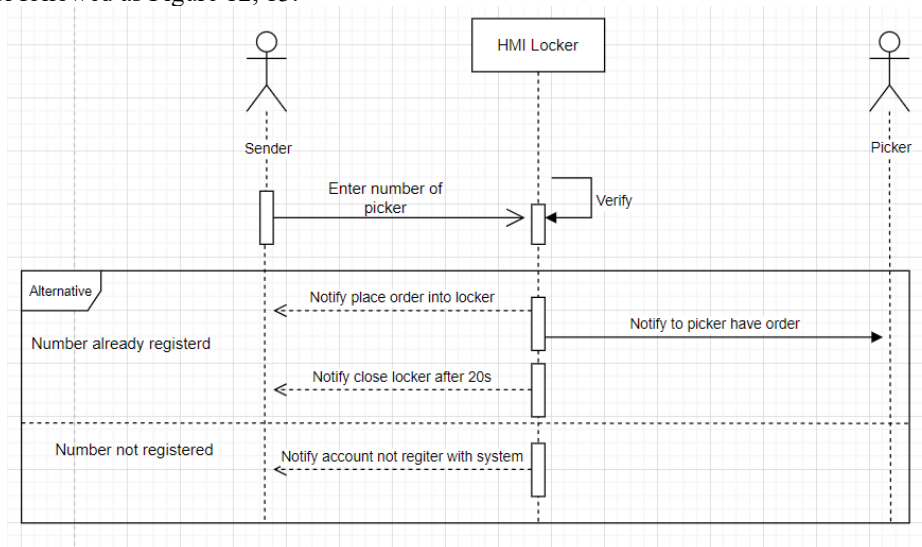 HMI Locker
Sender
Picker
Enter number of
picker
Verify
Alternative
Notify place order into locker
Notify to picker have order
Number already registerd
Notify close locker after 20s
Number not registered
Notify account not regiter with system